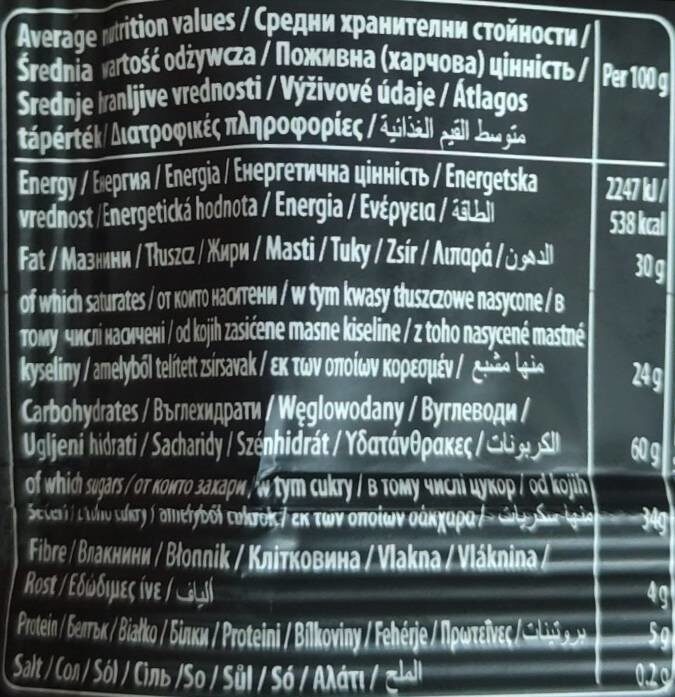 Average nutrition values / Средни хранителни стойности /
Średnia wartość odżywcza / Поживна (харчова) цінність / Per 100 g
Srednje hranljive vrednosti / Výživové údaje / Átlagos
tápérték / Διατροφικές πληροφορίες / متوسط القيم الغذائية
Energy / Енергия / Energia / Енергетична цінність / Energetska 2247 kJ /
vrednost / Energetická hodnota / Energia / Ενέργεια / الطاقة 538 kcal
Fat / Мазнини / Tłuszcz / Жири / Masti / Tuky / Zsír / Λιπαρά / الدهون 30 g
of which saturates / от които наситени / w tym kwasy tłuszczowe nasycone / в
тому числі насичені / od kojih zasićene masne kiseline / z toho nasycené mastné
kyseliny / amelyből telített zsírsavak / εκ των οποίων κορεσμέν / منها مشبع 24 g
Carbohydrates / Въглехидрати / Węglowodany / Вуглеводи /
Ugljeni hidrati / Sacharidy / Szénhidrát / Υδατάνθρακες / الكربونات 60 g
of which sugars / от които захари / w tym cukry / в тому числі цукор / od kojih
šećeri / z toho cukry / amelyből cukrok / εκ των οποίων σάκχαρα / منها سكريات 34g
Fibre / Влакнини / Błonnik / Клітковина / Vlakna / Vláknina /
Rost / Εδώδιμες ίνε / ألياف 4 g
Protein / Белтък / Białko / Білки / Proteini / Bílkoviny / Fehérje / Πρωτεΐνες / بروتينات 5 g
Salt / Сол / Sól / Сіль / So / Sůl / Só / Αλάτι / الملح 0.2 g